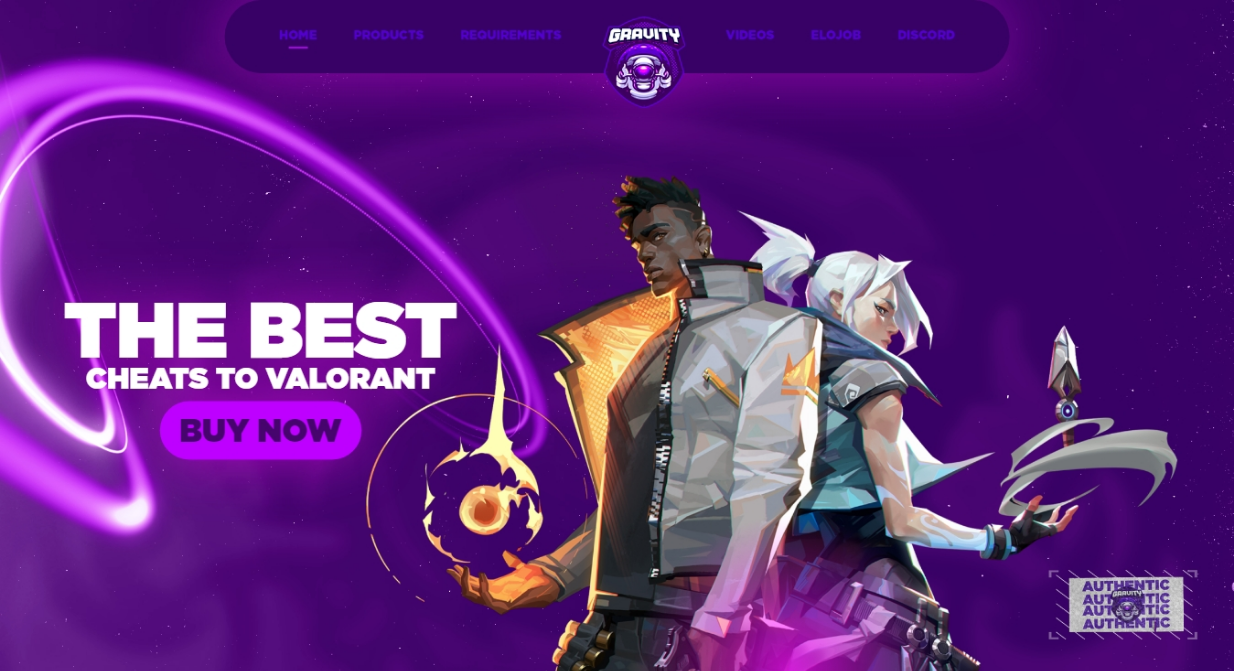 HOME PRODUCTS REQUIREMENTS GRAVITY VIDEOS ELOJOB DISCORD
THE BEST
CHEATS TO VALORANT
BUY NOW
AUTHENTIC
GRAVITY
AUTHENTIC
AUTHENTIC
AUTHENTIC